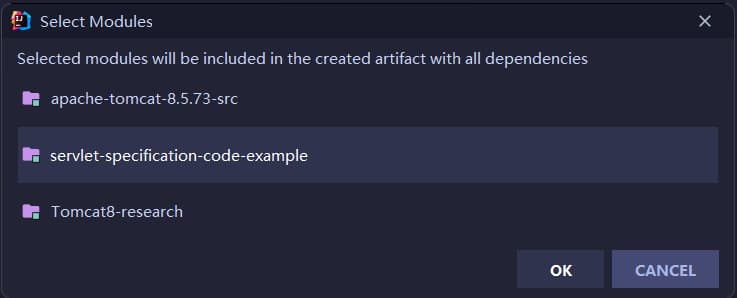 Select Modules
Selected modules will be included in the created artifact with all dependencies
apache-tomcat-8.5.73-src
servlet-specification-code-example
Tomcat8-research
OK CANCEL